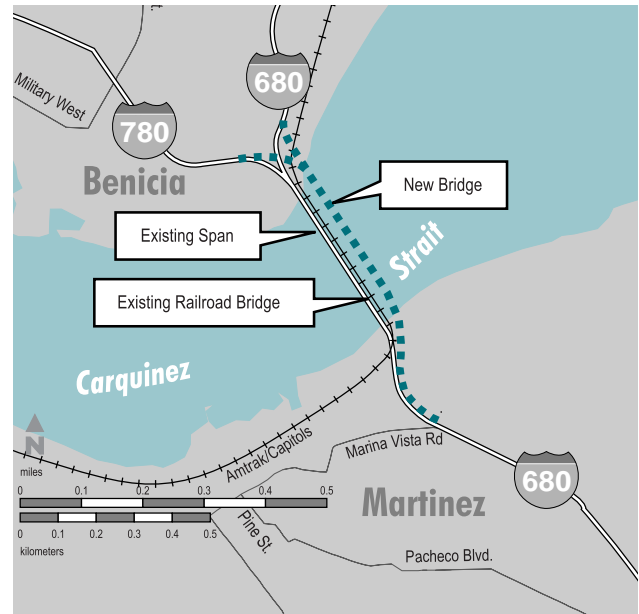 680
Military West
780
Benicia
New Bridge
Existing Span
Strait
Existing Railroad Bridge
Carquinez
N
Amtrak/Capitols
Marina Vista Rd
miles
680
0 0.1 0.2 0.3 0.4 0.5
Martinez
Pine St.
0 0.1 0.2 0.3 0.4 0.5
kilometers
Pacheco Blvd.